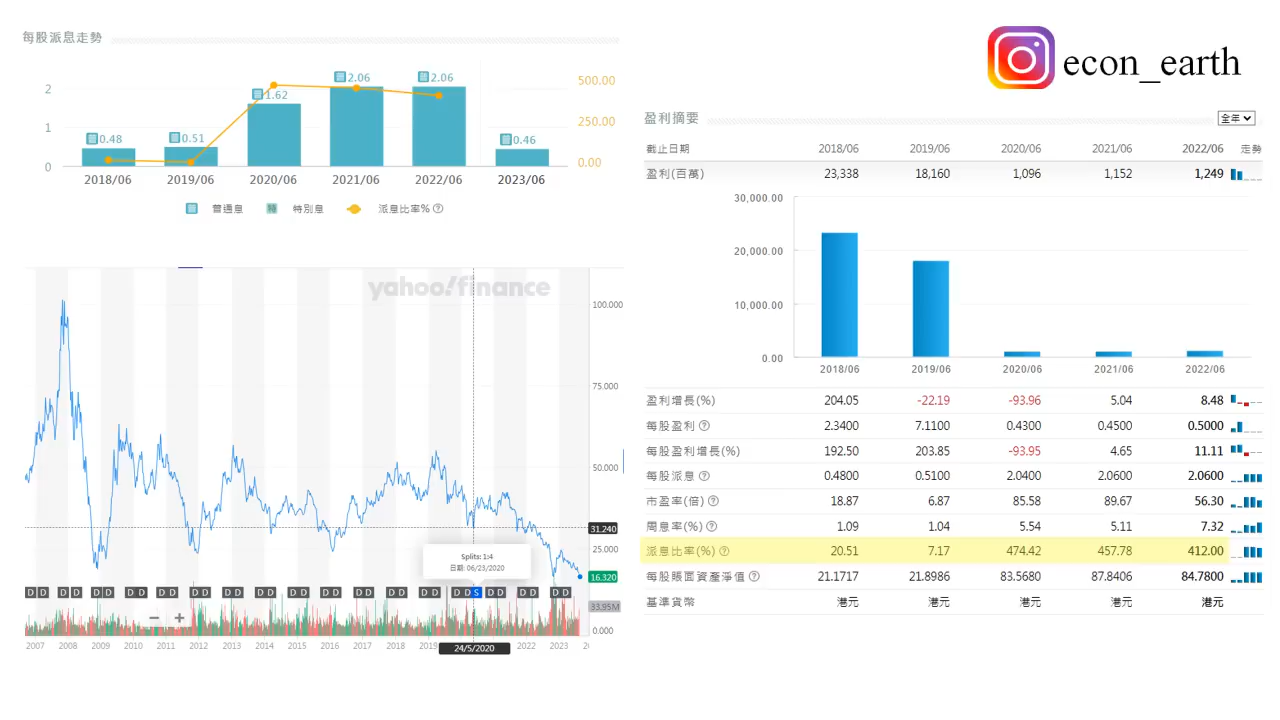 每股派息走勢
2.06
2.06
1.62
0.48
0.51
0.46
2
1
0
500.00
250.00
0.00
2018/06 2019/06 2020/06 2021/06 2022/06 2023/06
普通息 特別息 派息比率%
yahoo!finance
100.000
75.000
50.000
31.240
25.000
16.320
33.95M
0.000
Splits: 1:4
日期: 06/23/2020
D D D D D D D D D D D D D D D D D D D D D D D D D D D D S D D D D D D
2007 2008 2009 2010 2011 2012 2013 2014 2015 2016 2017 2018 2019 24/5/2020 2022 2023
econ_earth
盈利摘要 全年
截止日期 2018/06 2019/06 2020/06 2021/06 2022/06 走勢
盈利(百萬) 23,338 18,160 1,096 1,152 1,249
30,000.00
20,000.00
10,000.00
0.00
2018/06 2019/06 2020/06 2021/06 2022/06
盈利增長(%) 204.05 -22.19 -93.96 5.04 8.48
每股盈利 2.3400 7.1100 0.4300 0.4500 0.5000
每股盈利增長(%) 192.50 203.85 -93.95 4.65 11.11
每股派息 0.4800 0.5100 2.0400 2.0600 2.0600
市盈率(倍) 18.87 6.87 85.58 89.67 56.30
周息率(%) 1.09 1.04 5.54 5.11 7.32
派息比率(%) 20.51 7.17 474.42 457.78 412.00
每股賬面資產淨值 21.1717 21.8986 83.5680 87.8406 84.7800
基準貨幣 港元 港元 港元 港元 港元